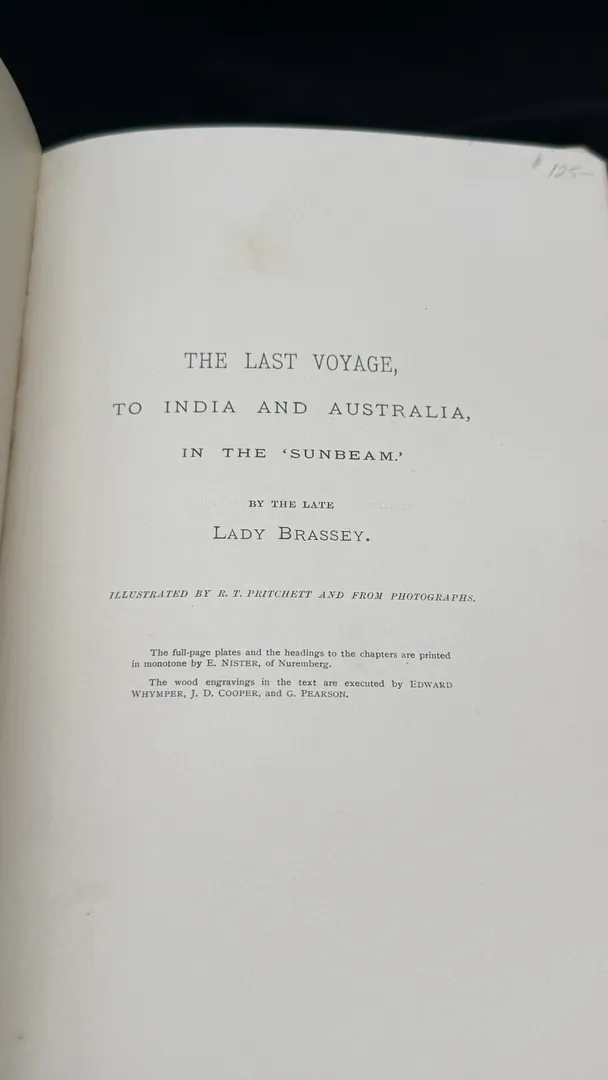 $ 125—
THE LAST VOYAGE,
TO INDIA AND AUSTRALIA,
IN THE ‘SUNBEAM.’
BY THE LATE
LADY BRASSEY.
ILLUSTRATED BY R. T. PRITCHETT AND FROM PHOTOGRAPHS.
The full-page plates and the headings to the chapters are printed
in monotone by E. NISTER, of Nuremberg.
The wood engravings in the text are executed by EDWARD
WHYMPER, J. D. COOPER, and G. PEARSON.